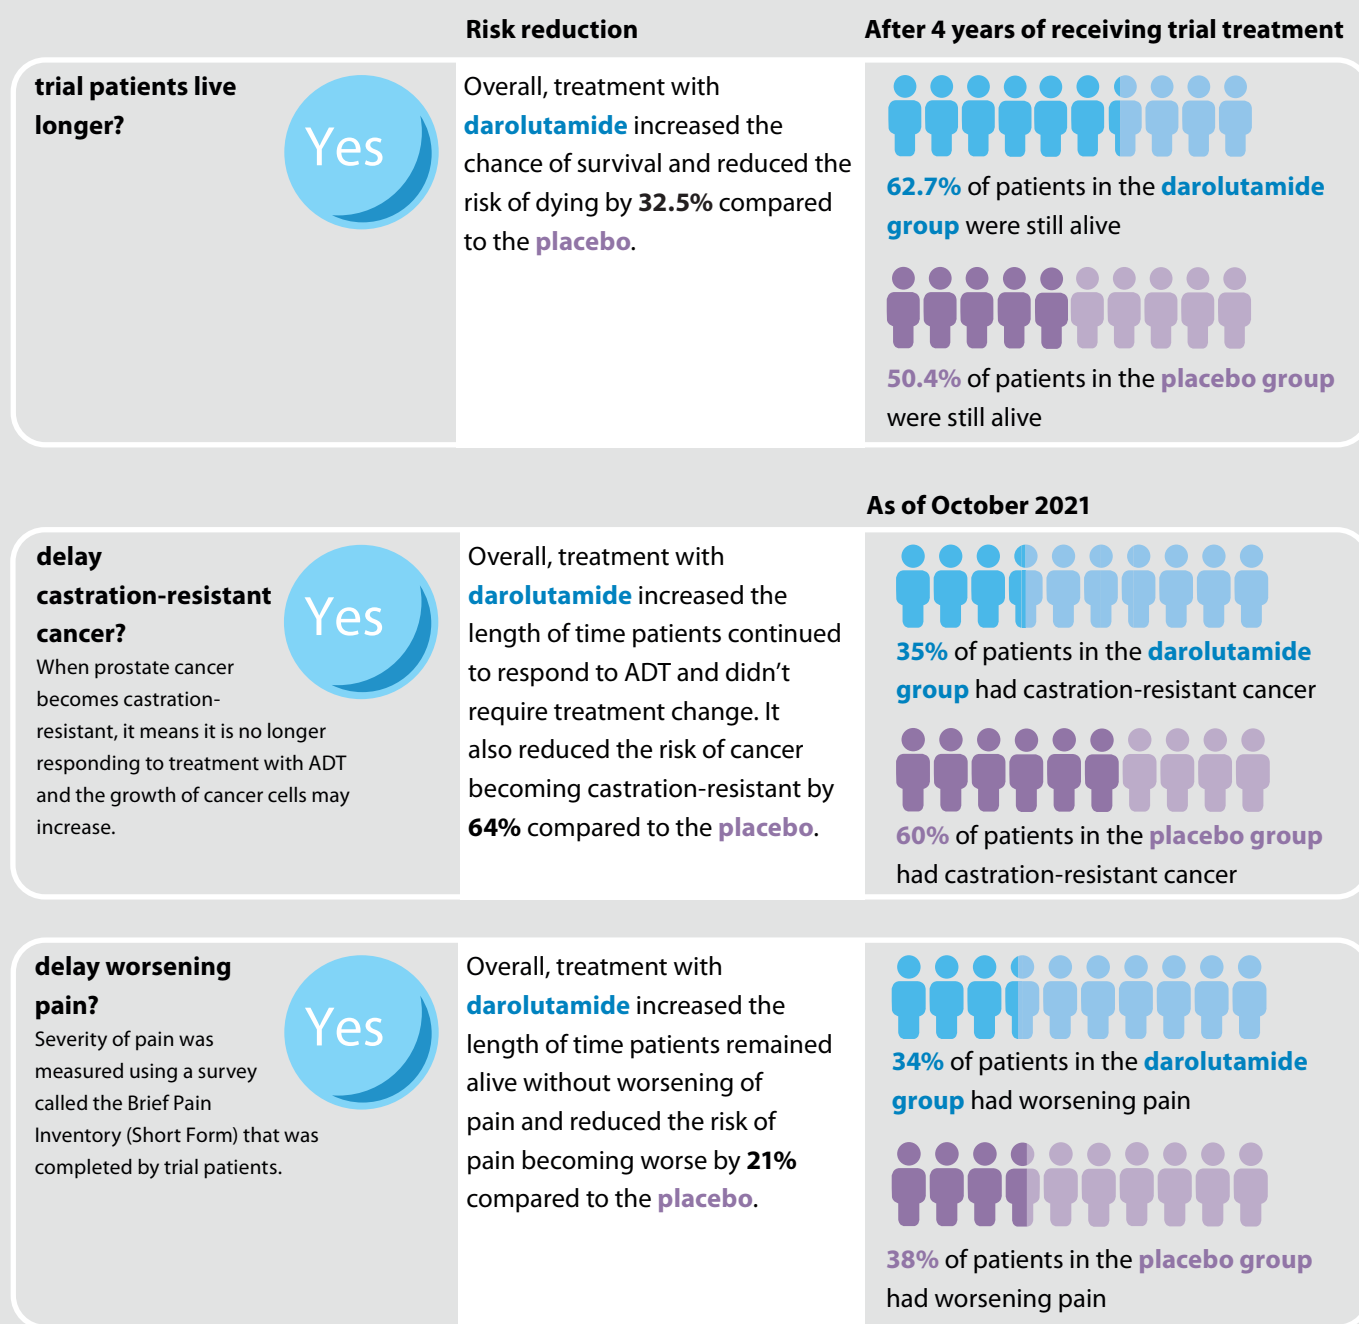 Risk reduction
After 4 years of receiving trial treatment
trial patients live
longer?
Yes
Overall, treatment with
darolutamide increased the
chance of survival and reduced the
risk of dying by 32.5% compared
to the placebo.
62.7% of patients in the darolutamide
group were still alive
50.4% of patients in the placebo group
were still alive
As of October 2021
delay
castration-resistant
cancer?
When prostate cancer
becomes castration-
resistant, it means it is no longer
responding to treatment with ADT
and the growth of cancer cells may
increase.
Yes
Overall, treatment with
darolutamide increased the
length of time patients continued
to respond to ADT and didn’t
require treatment change. It
also reduced the risk of cancer
becoming castration-resistant by
64% compared to the placebo.
35% of patients in the darolutamide
group had castration-resistant cancer
60% of patients in the placebo group
had castration-resistant cancer
delay worsening
pain?
Severity of pain was
measured using a survey
called the Brief Pain
Inventory (Short Form) that was
completed by trial patients.
Yes
Overall, treatment with
darolutamide increased the
length of time patients remained
alive without worsening of
pain and reduced the risk of
pain becoming worse by 21%
compared to the placebo.
34% of patients in the darolutamide
group had worsening pain
38% of patients in the placebo group
had worsening pain